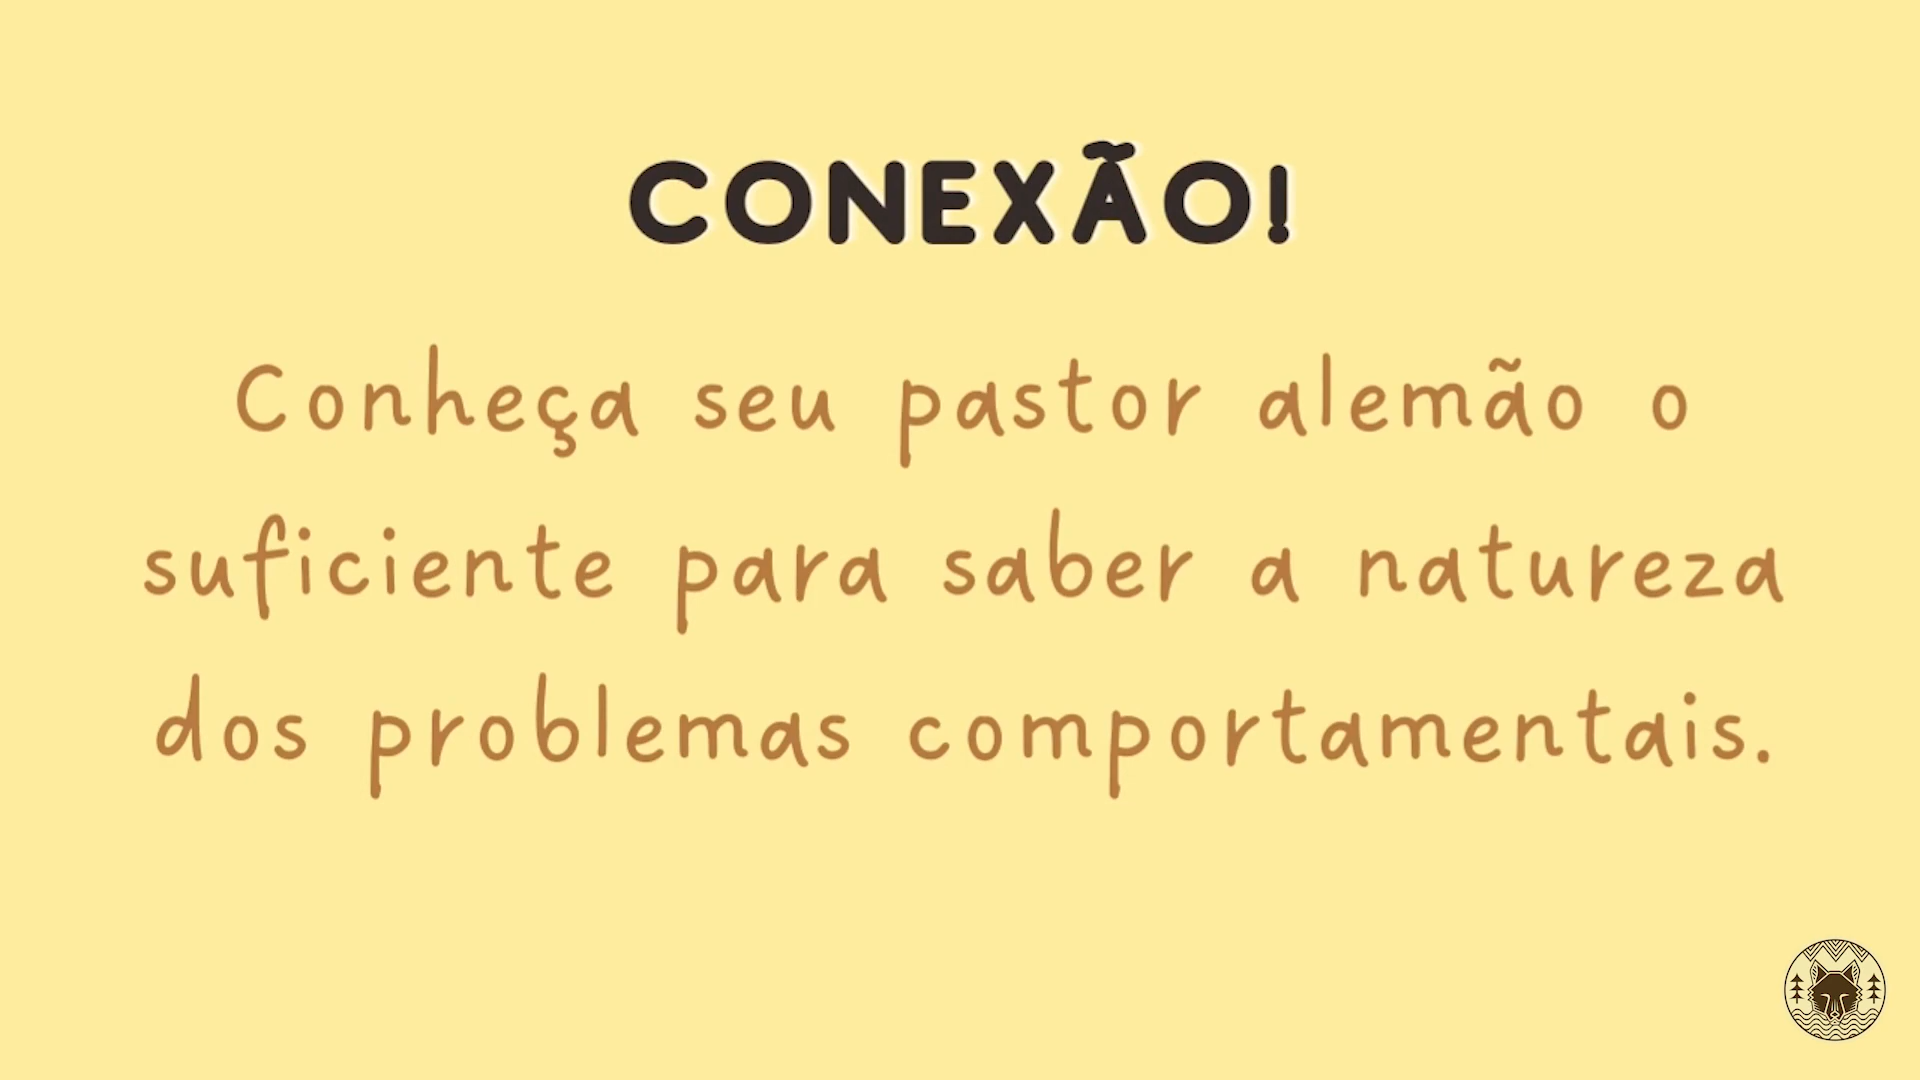 CONEXÃO!
Conheça seu pastor alemão o
suficiente para saber a natureza
dos problemas comportamentais.